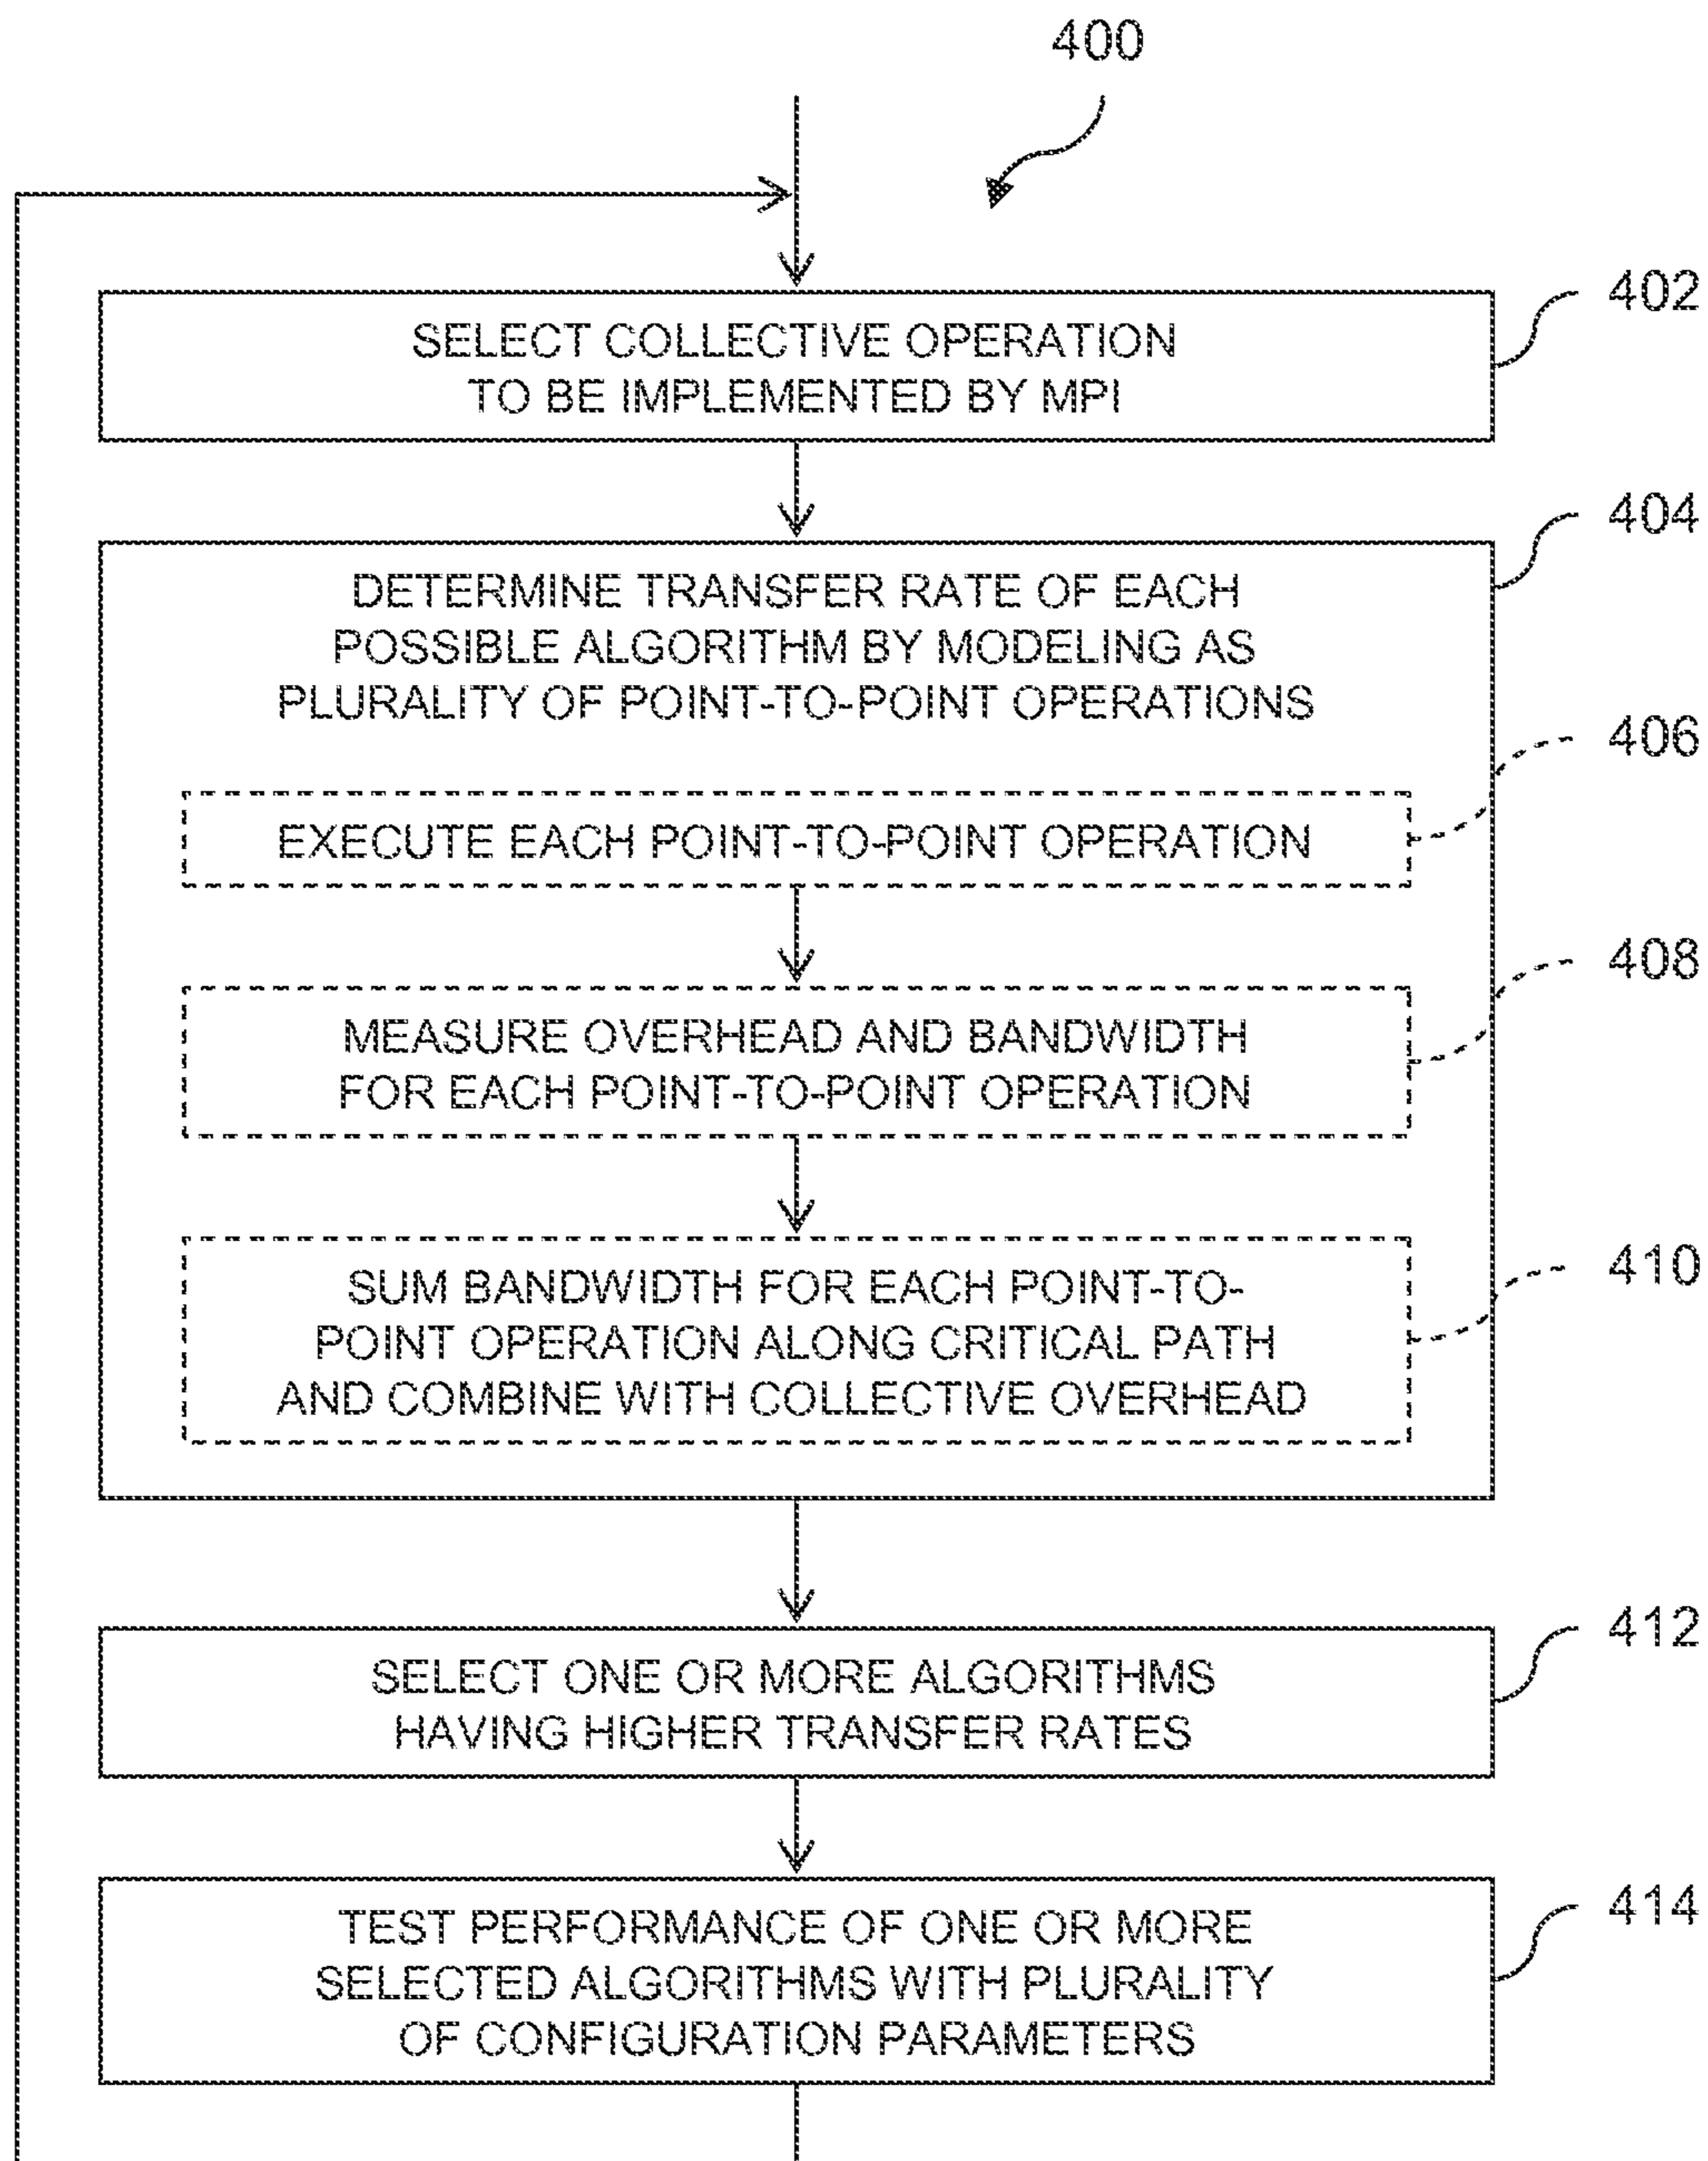 400
402
SELECT COLLECTIVE OPERATION
TO BE IMPLEMENTED BY MPI
404
DETERMINE TRANSFER RATE OF EACH
POSSIBLE ALGORITHM BY MODELING AS
PLURALITY OF POINT-TO-POINT OPERATIONS
406
EXECUTE EACH POINT-TO-POINT OPERATION
408
MEASURE OVERHEAD AND BANDWIDTH
FOR EACH POINT-TO-POINT OPERATION
410
SUM BANDWIDTH FOR EACH POINT-TO-
POINT OPERATION ALONG CRITICAL PATH
AND COMBINE WITH COLLECTIVE OVERHEAD
412
SELECT ONE OR MORE ALGORITHMS
HAVING HIGHER TRANSFER RATES
414
TEST PERFORMANCE OF ONE OR MORE
SELECTED ALGORITHMS WITH PLURALITY
OF CONFIGURATION PARAMETERS